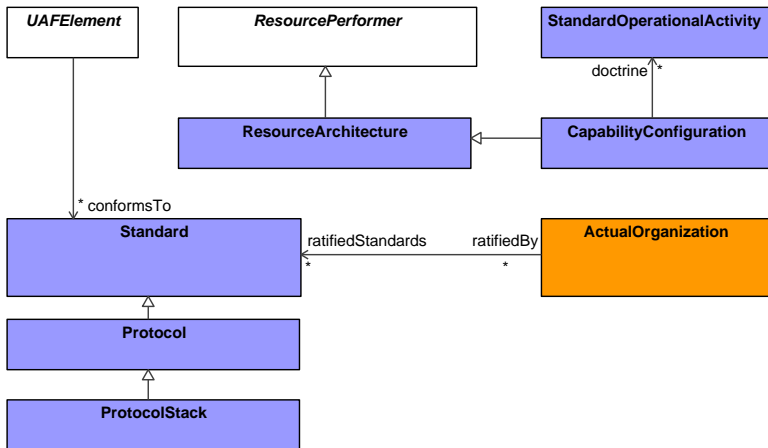 UAFElement
ResourcePerformer
StandardOperationalActivity
doctrine *
ResourceArchitecture
CapabilityConfiguration
* conformsTo
Standard
ratifiedStandards
ratifiedBy
*
*
ActualOrganization
Protocol
ProtocolStack